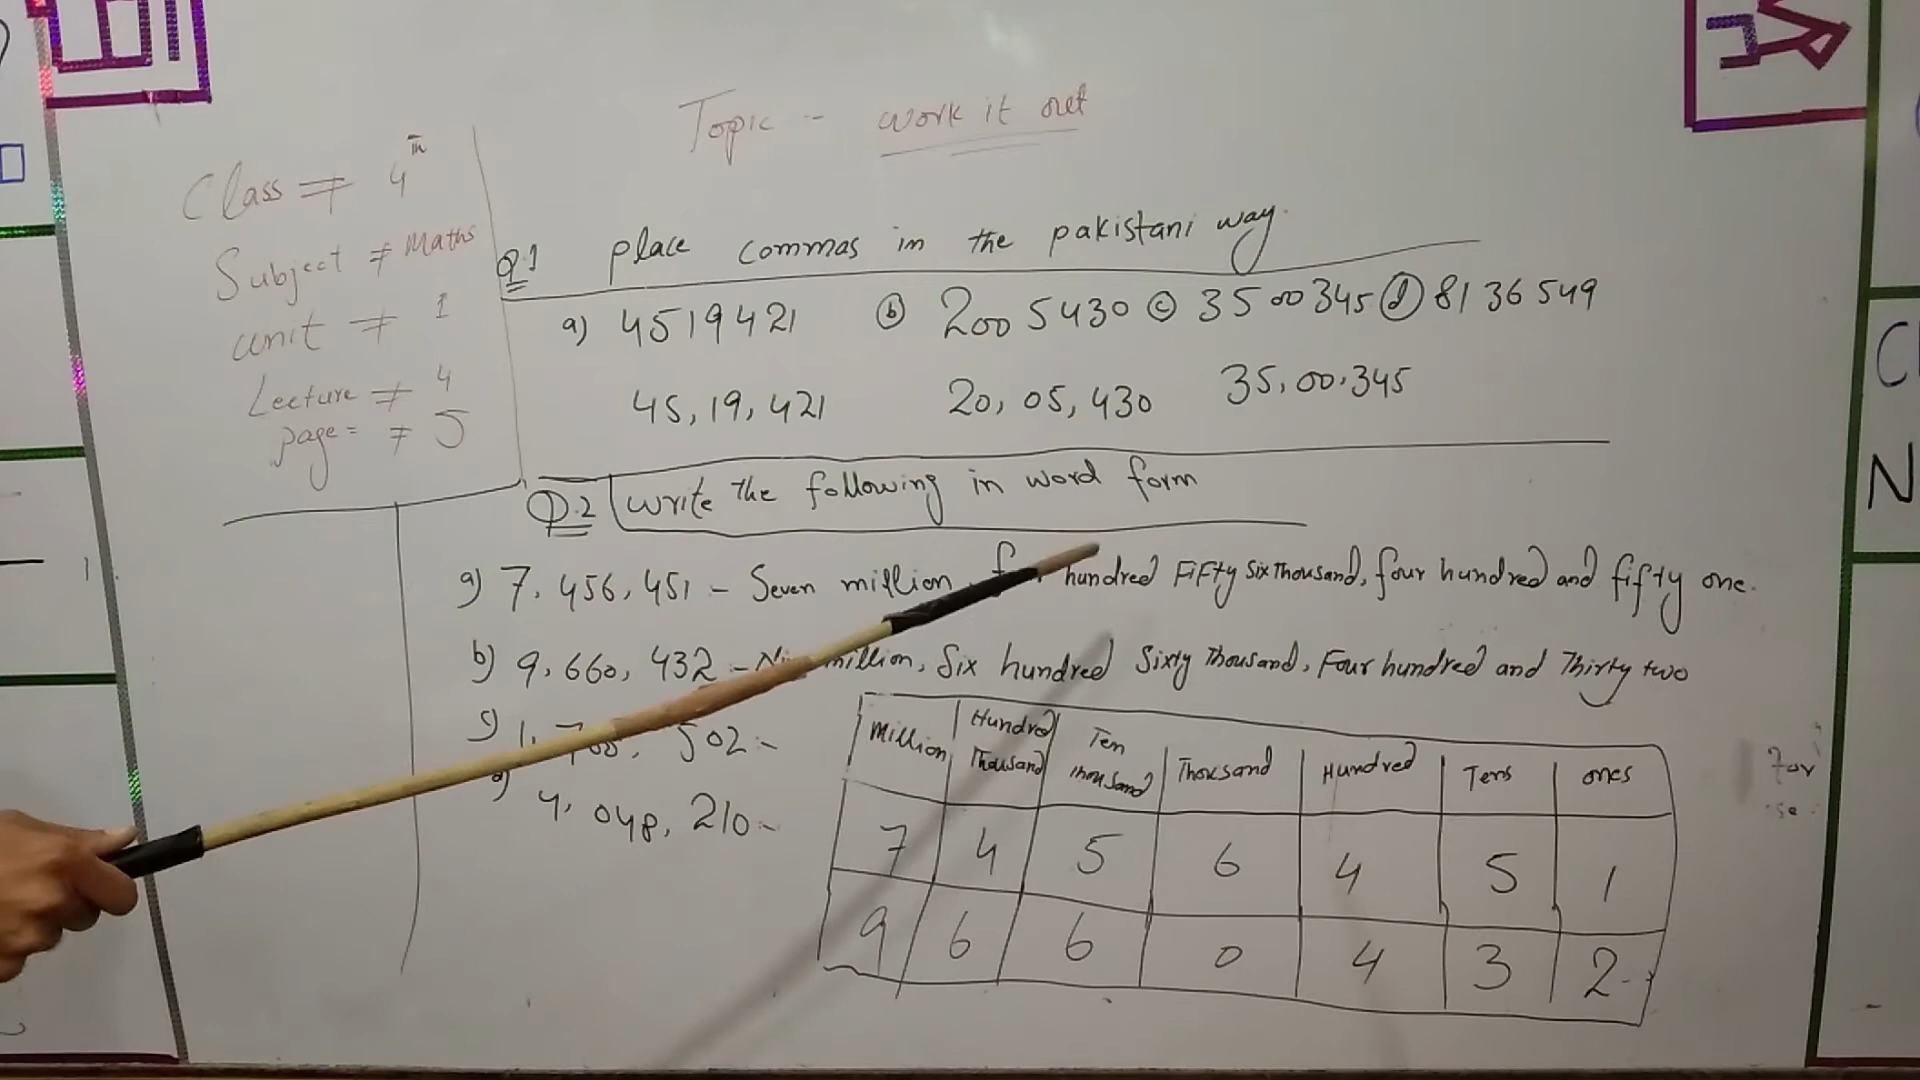 Topic - work it out
Class = 4th
Subject = Maths
unit = 1
Lecture = 4
page = = 5
Q.1 place commas in the pakistani way.
a) 4519421 (b) 2005430 (c) 3500345 (d) 8136549
45,19,421 20,05,430 35,00,345
Q.2 write the following in word form
a) 7,456,451 - Seven million, hundred FiFTy Six Thousand, four hundred and fifty one.
b) 9,660,432 - million, Six hundred Sixty Thousand, Four hundred and Thirty two
c) 1, 502 -
d) 4,048,210 -
Million Hundred Thousand Ten thousand Thousand Hundred Tens ones
7 4 5 6 4 5 1
9 6 6 0 4 3 2
C
N